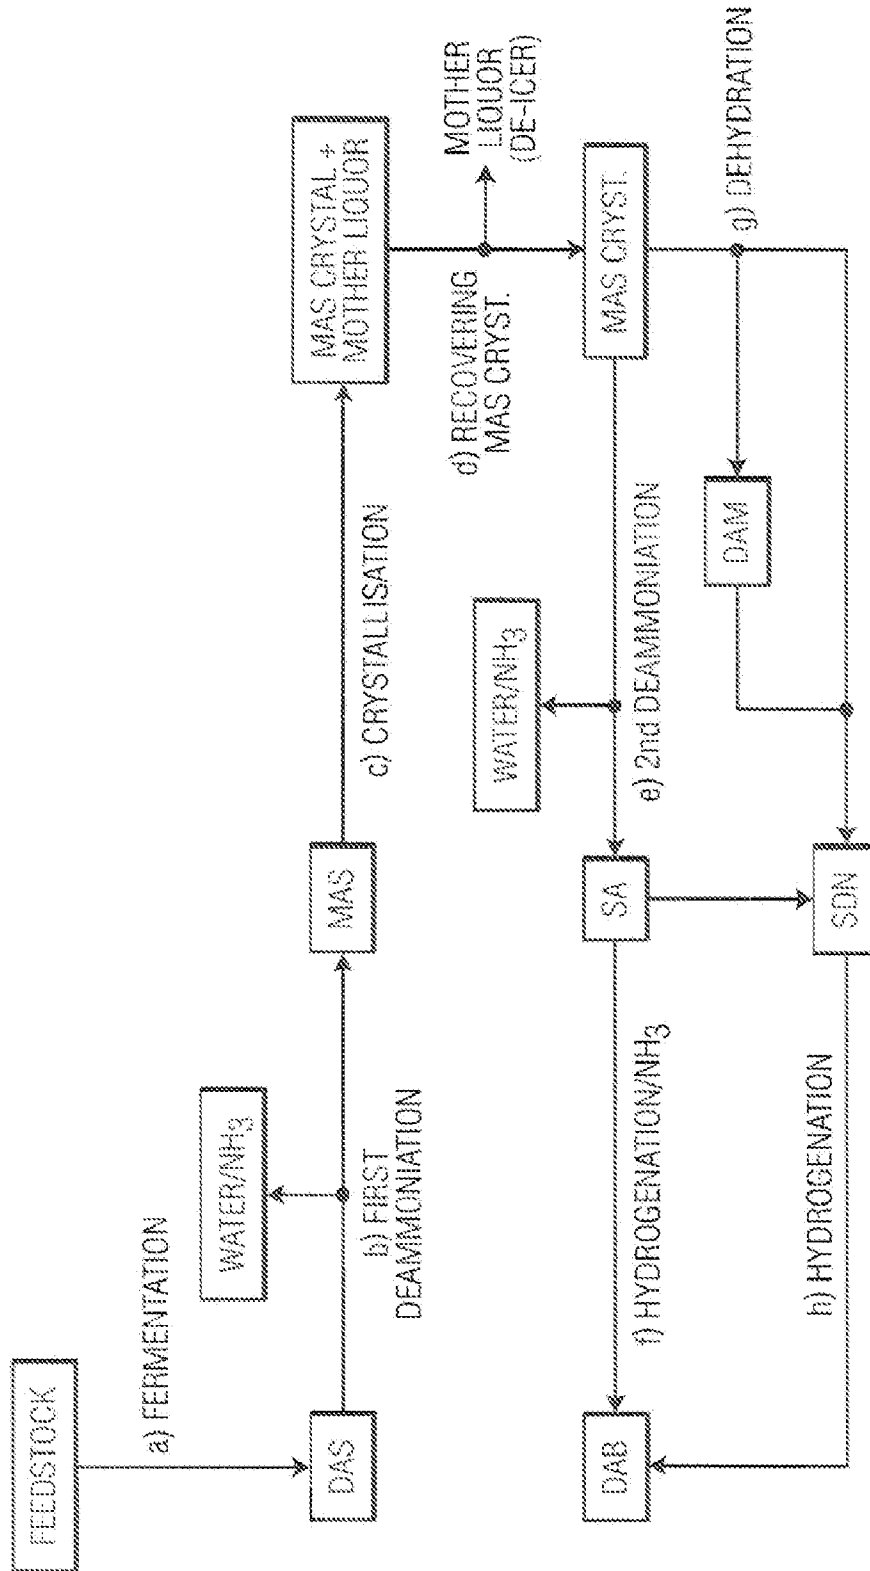 FEEDSTOCK
a) FERMENTATION
DAS
WATER/NH3
b) FIRST
DEAMMONIATION
MAS
c) CRYSTALLISATION
MAS CRYSTAL +
MOTHER LIQUOR
d) RECOVERING
MAS CRYST.
MOTHER
LIQUOR
(DE-ICER)
MAS CRYST.
WATER/NH3
e) 2nd DEAMMONIATION
SA
f) HYDROGENATION/NH3
DAB
g) DEHYDRATION
DAM
SDN
h) HYDROGENATION